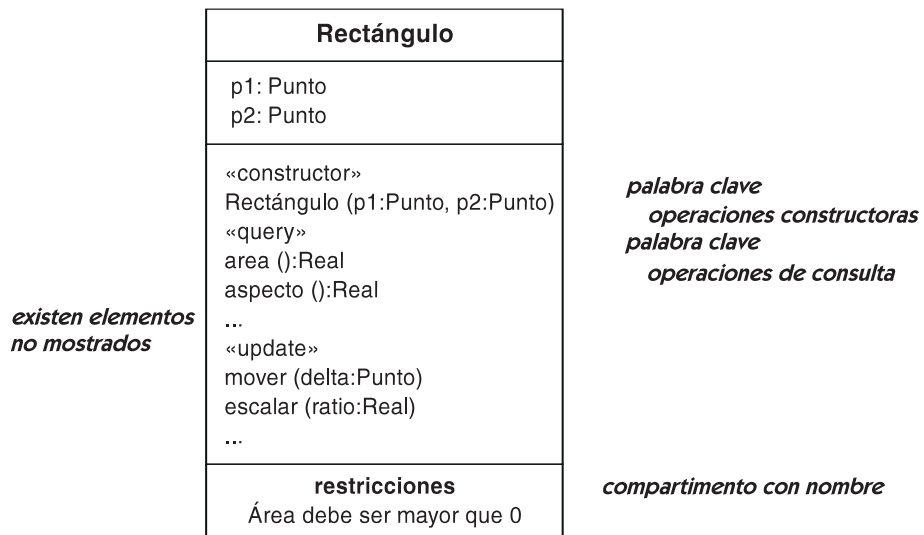 Rectángulo
p1: Punto
p2: Punto
«constructor»
Rectángulo (p1:Punto, p2:Punto)
«query»
area ():Real
aspecto ():Real
...
«update»
mover (delta:Punto)
escalar (ratio:Real)
...
restricciones
Área debe ser mayor que 0
existen elementos
no mostrados
palabra clave
operaciones constructoras
palabra clave
operaciones de consulta
compartimento con nombre